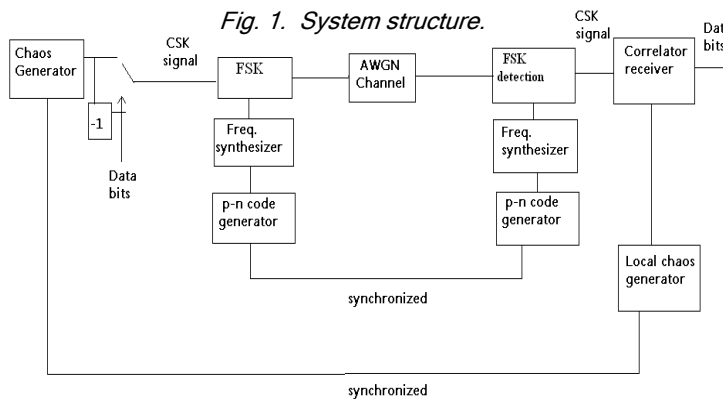 Fig. 1. System structure.
Chaos
Generator
-1
Data
bits
CSK
signal
FSK
Freq.
synthesizer
p-n code
generator
AWGN
Channel
FSK
detection
Freq.
synthesizer
p-n code
generator
synchronized
CSK
signal
Correlator
receiver
Data
bits
Local chaos
generator
synchronized